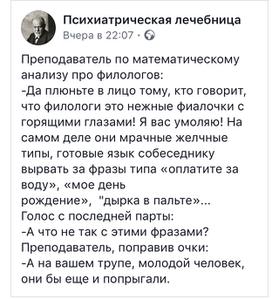 Психиатрическая лечебница
Вчера в 22:07 ·
Преподаватель по математическому
анализу про филологов:
-Да плюньте в лицо тому, кто говорит,
что филологи это нежные фиалочки с
горящими глазами! Я вас умоляю! На
самом деле они мрачные желчные
типы, готовые язык собеседнику
вырвать за фразы типа «оплатите за
воду», «мое день
рождение», "дырка в пальте»...
Голос с последней парты:
-А что не так с этими фразами?
Преподаватель, поправив очки:
-А на вашем трупе, молодой человек,
они бы еще и попрыгали.